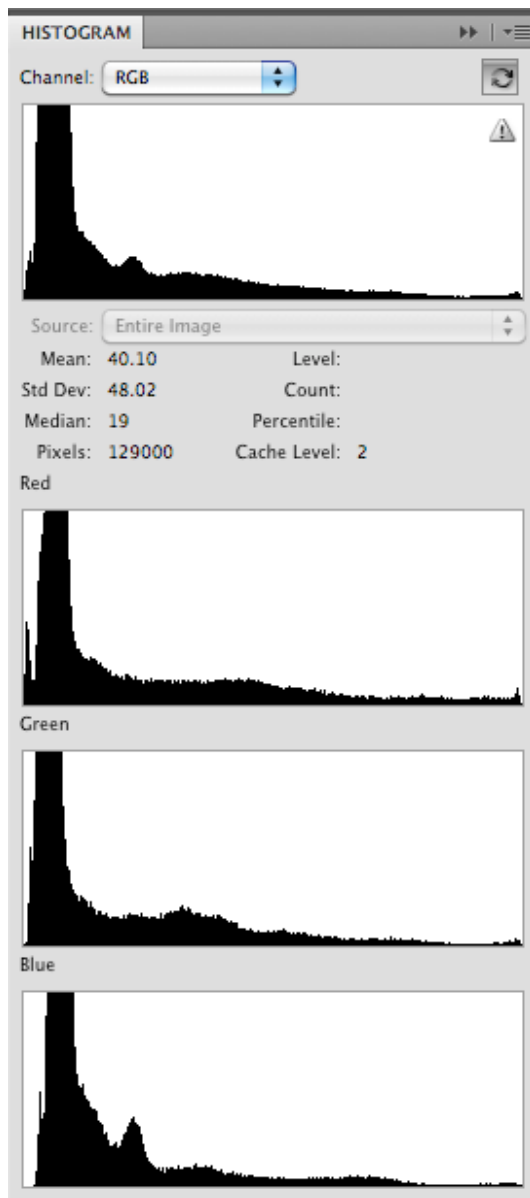 HISTOGRAM
Channel: RGB
Source: Entire Image
Mean: 40.10 Level:
Std Dev: 48.02 Count:
Median: 19 Percentile:
Pixels: 129000 Cache Level: 2
Red
Green
Blue